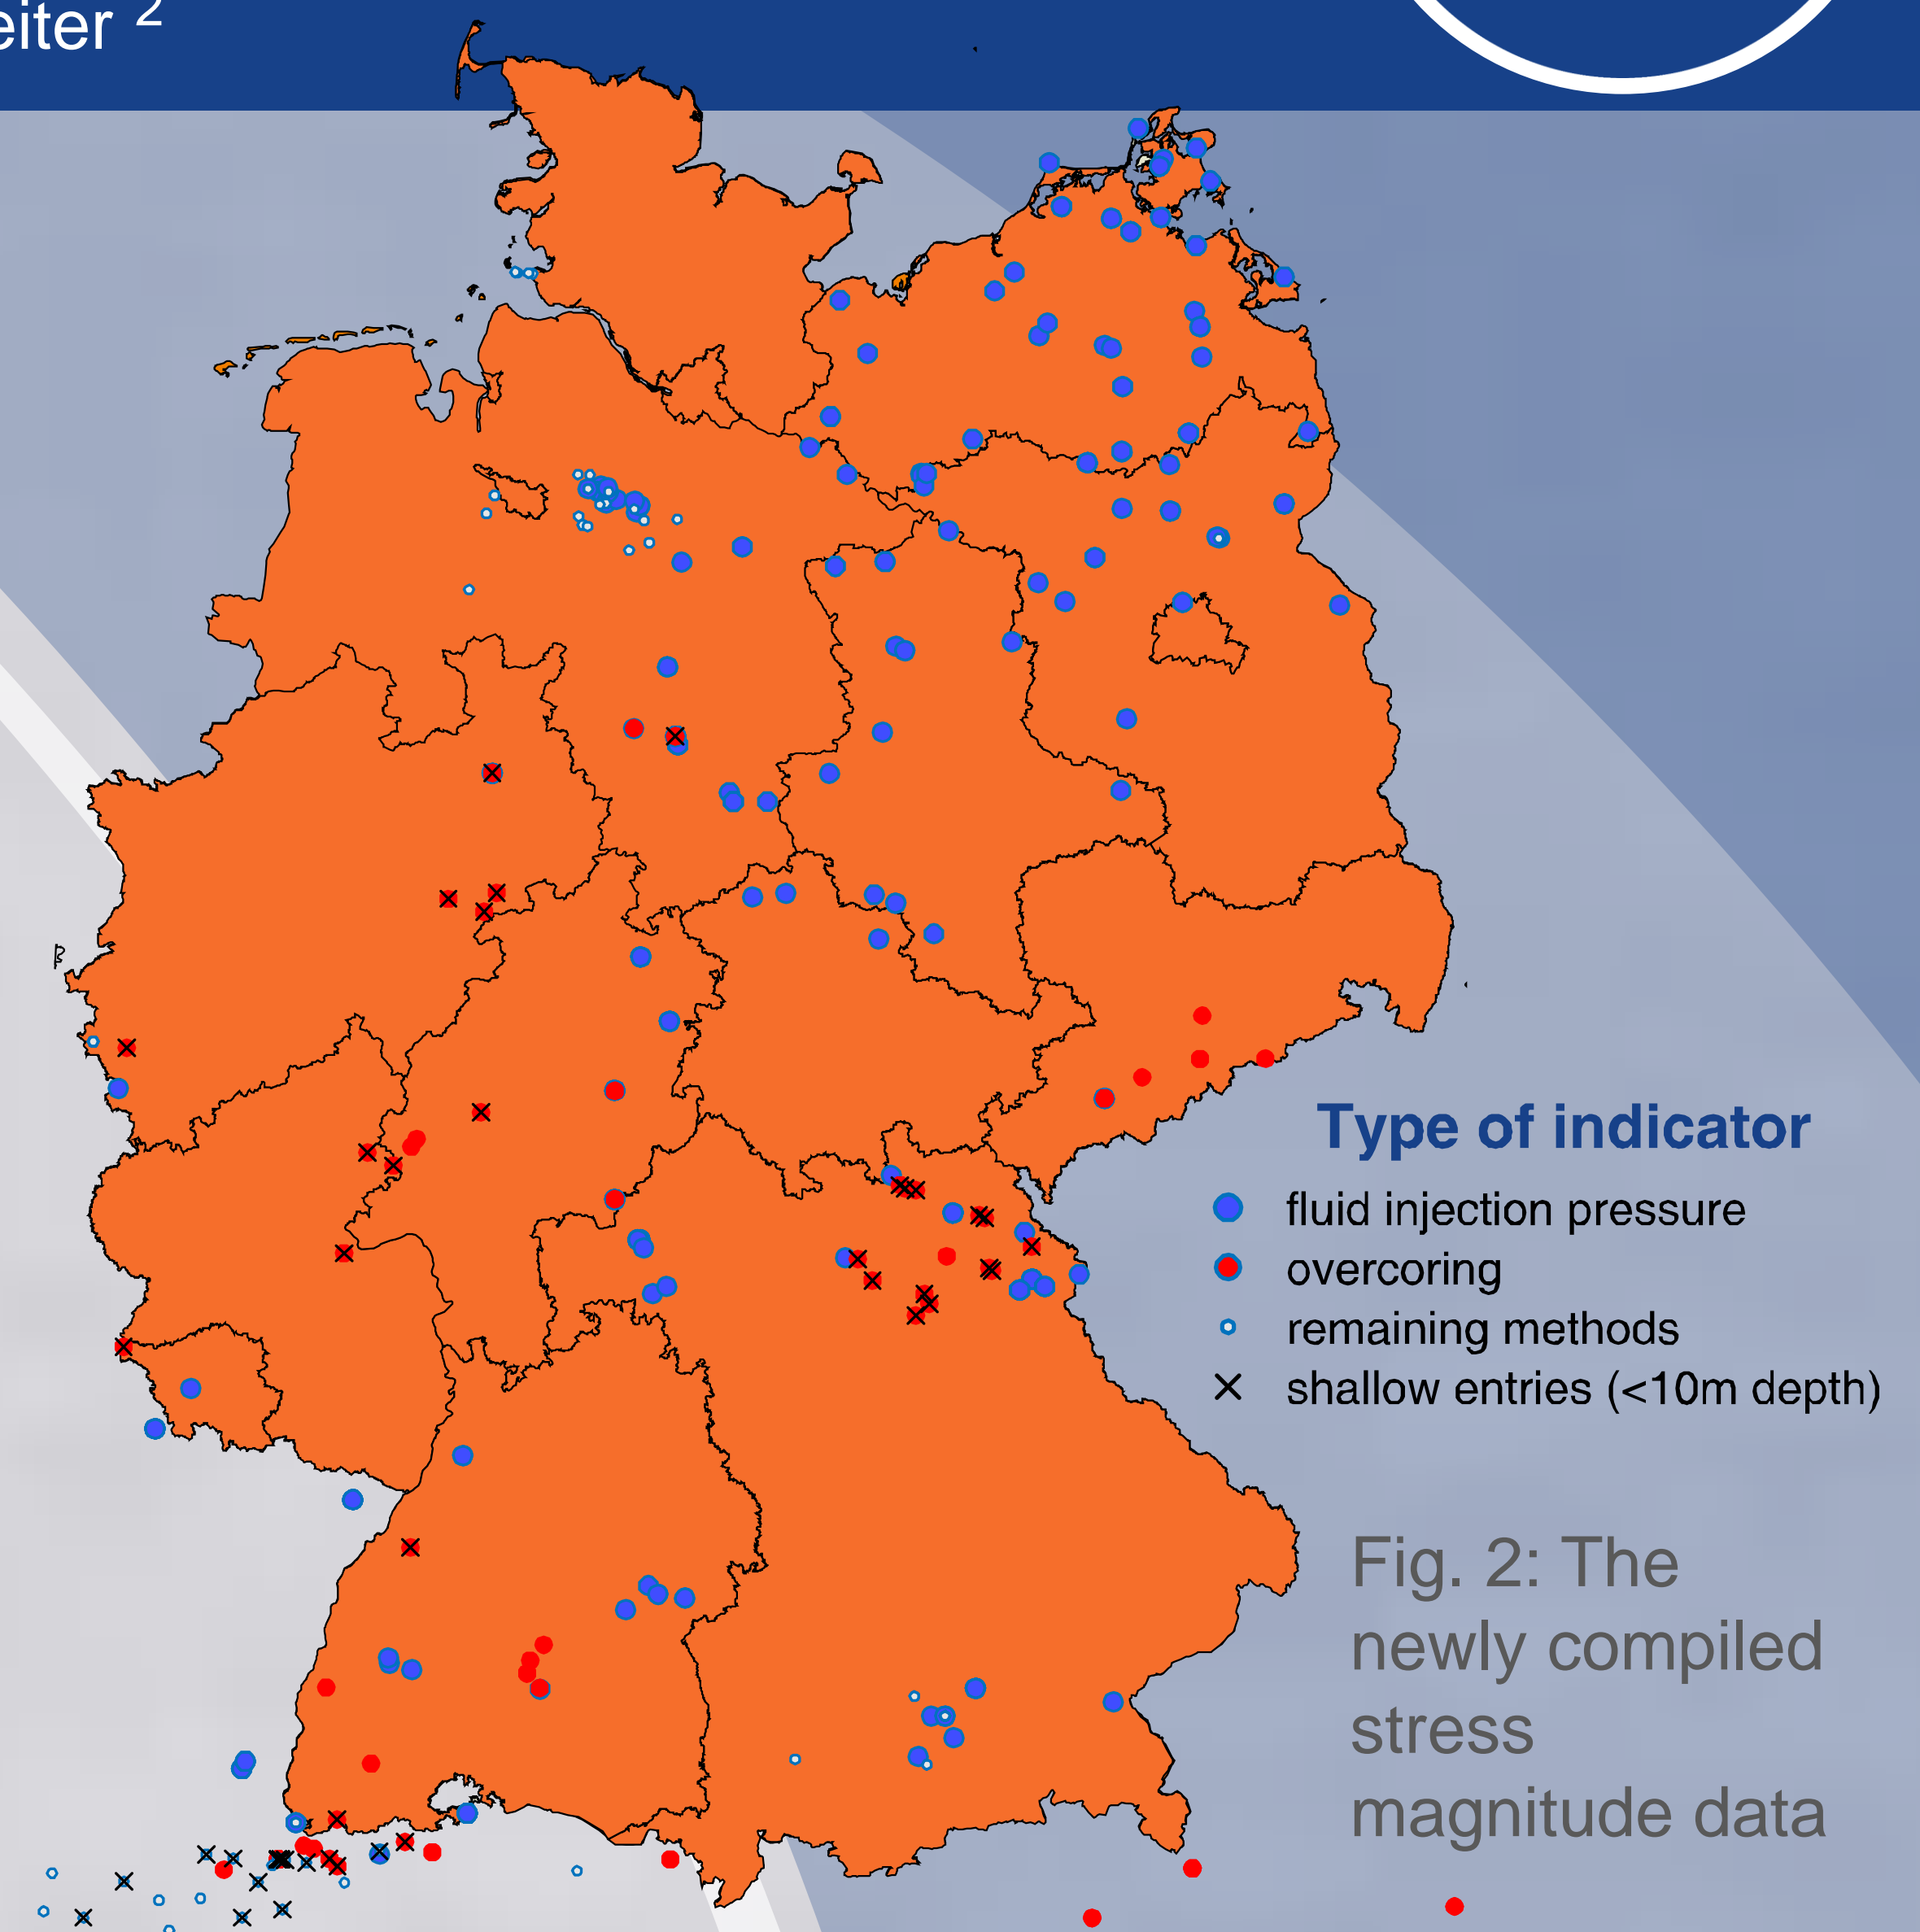 eiter ²
Type of indicator
fluid injection pressure
overcoring
remaining methods
shallow entries (<10m depth)
Fig. 2: The
newly compiled
stress
magnitude data